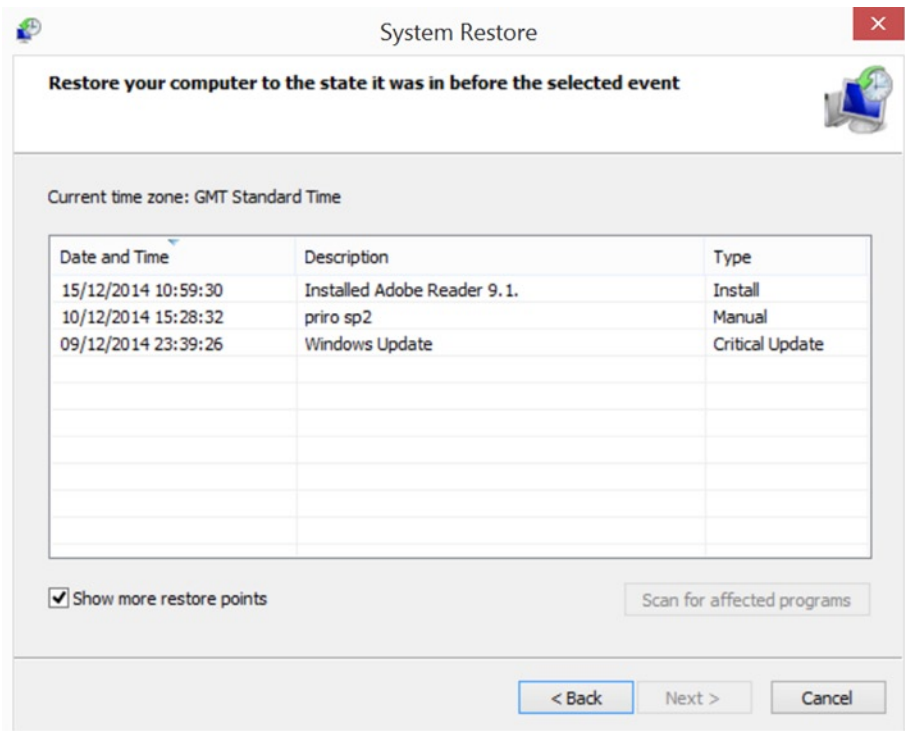 System Restore
Restore your computer to the state it was in before the selected event
Current time zone: GMT Standard Time
Date and Time Description Type
15/12/2014 10:59:30 Installed Adobe Reader 9.1. Install
10/12/2014 15:28:32 priro sp2 Manual
09/12/2014 23:39:26 Windows Update Critical Update
Show more restore points Scan for affected programs
< Back Next > Cancel